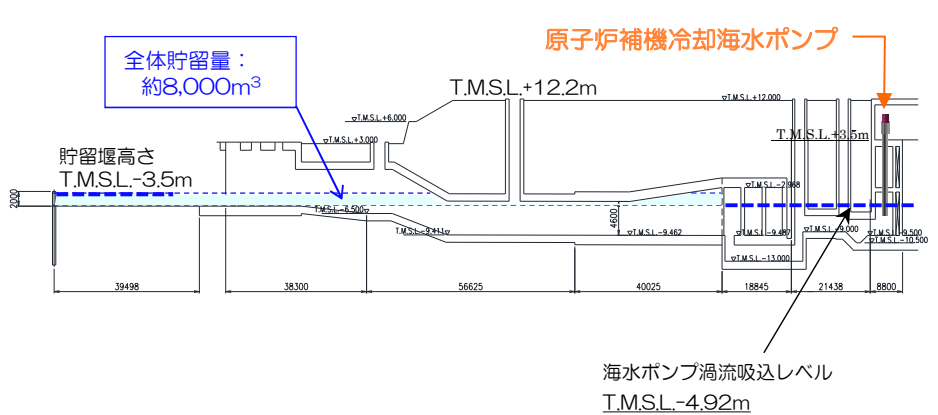 原子炉補機冷却海水ポンプ
全体貯留量：
約8,000m³
T.M.S.L.+12.2m
▽T.M.S.L.+12.000
▽T.M.S.L.+6.000
▽T.M.S.L.+3.000
T.M.S.L.+3.5m
貯留堰高さ
T.M.S.L.-3.5m
2000
▽T.M.S.L.-2.968
T.M.S.L.-6.500▽
4600
T.M.S.L.-9.411▽
▽T.M.S.L.-9.462
▽T.M.S.L.-9.487
▽T.M.S.L.-9.000
▽T.M.S.L.-9.500
▽T.M.S.L.-10.500
▽T.M.S.L.-13.000
39498
38300
56625
40025
18845
21438
8800
海水ポンプ渦流吸込レベル
T.M.S.L.-4.92m